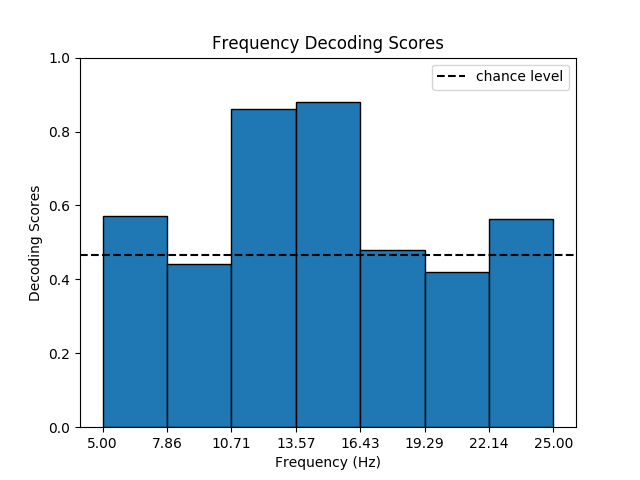 Frequency Decoding Scores
1.0
chance level
0.8
0.6
Decoding Scores
0.4
0.2
0.0
5.00 7.86 10.71 13.57 16.43 19.29 22.14 25.00
Frequency (Hz)